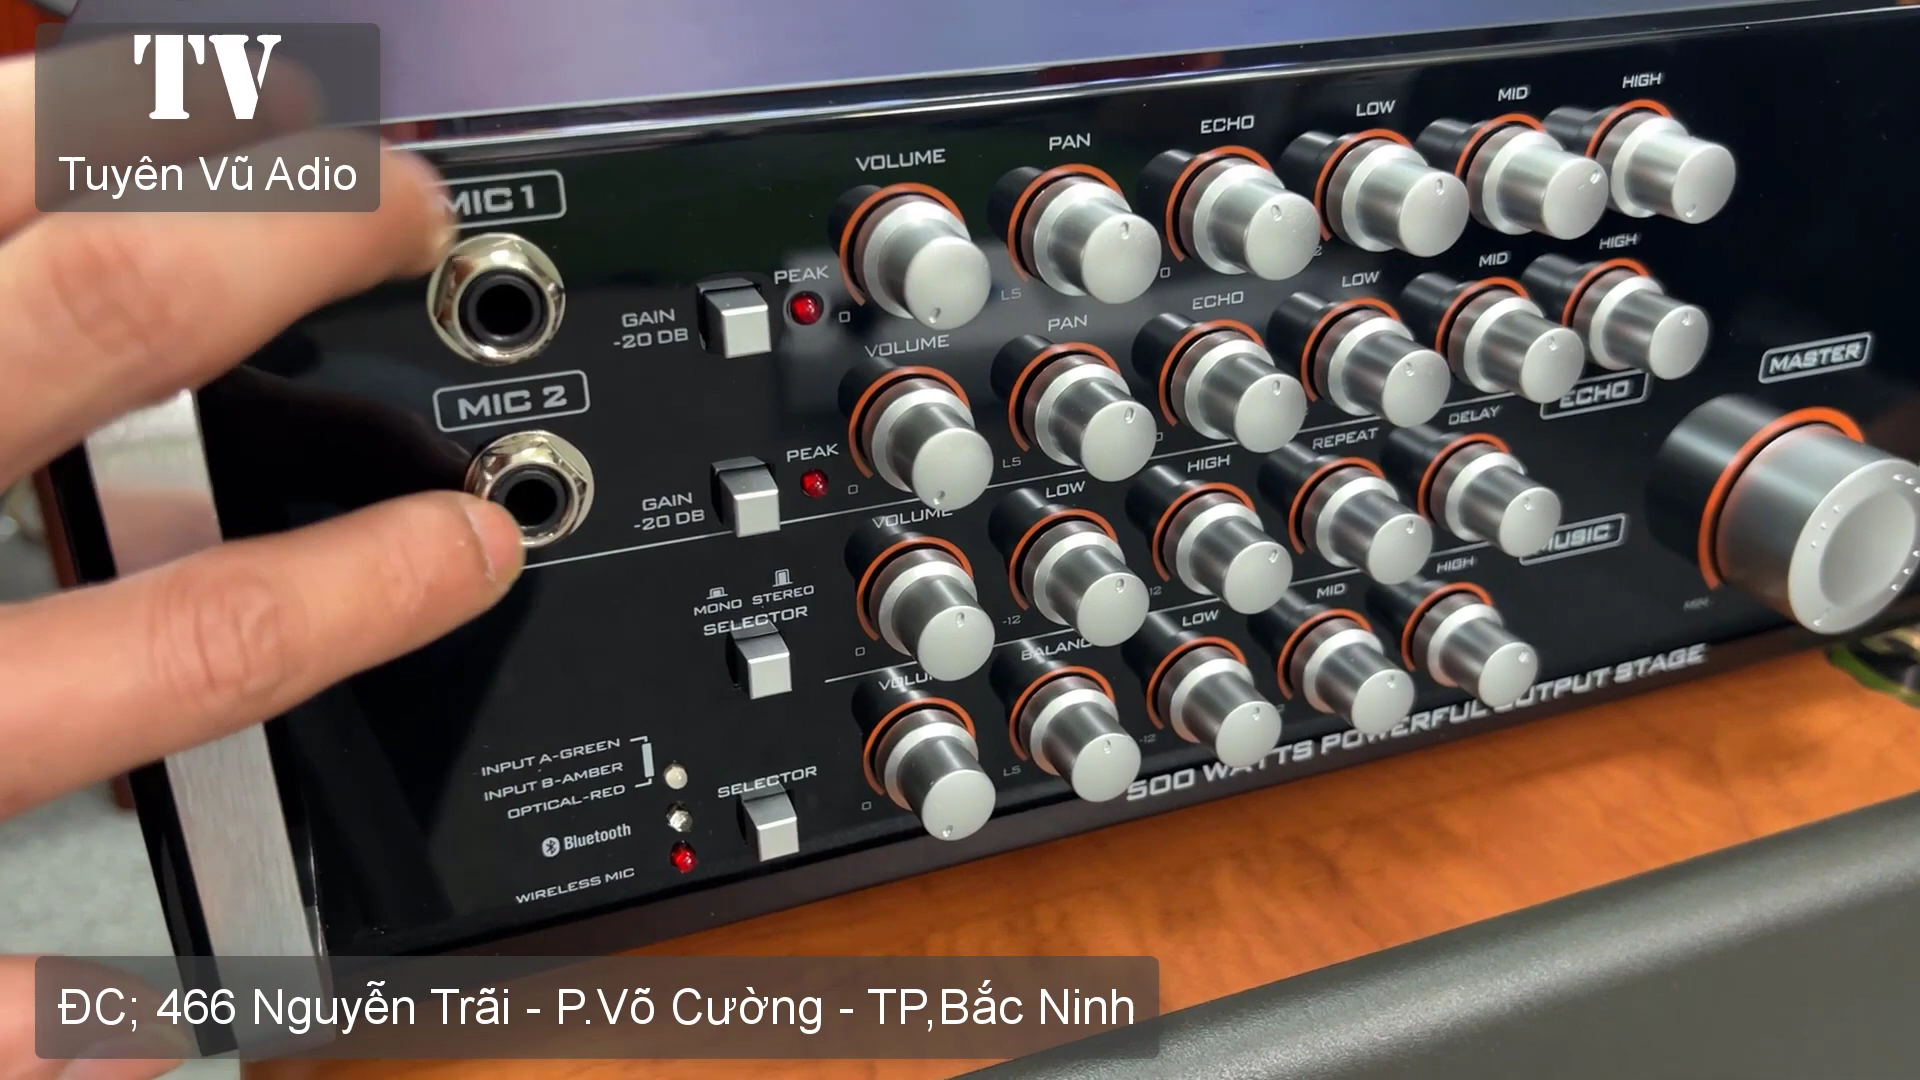 TV
Tuyên Vũ Adio
MIC 1
GAIN
-20 DB
PEAK
VOLUME
PAN
ECHO
LOW
MID
HIGH
MIC 2
GAIN
-20 DB
PEAK
VOLUME
PAN
ECHO
LOW
MID
HIGH
MASTER
ECHO
MONO STEREO
SELECTOR
VOLUME
LOW
HIGH
REPEAT
DELAY
MUSIC
INPUT A-GREEN
INPUT B-AMBER
OPTICAL-RED
Bluetooth
WIRELESS MIC
SELECTOR
BALANC
LOW
MID
HIGH
500 WATTS POWERFUL OUTPUT STAGE
ĐC; 466 Nguyễn Trãi - P.Võ Cường - TP,Bắc Ninh